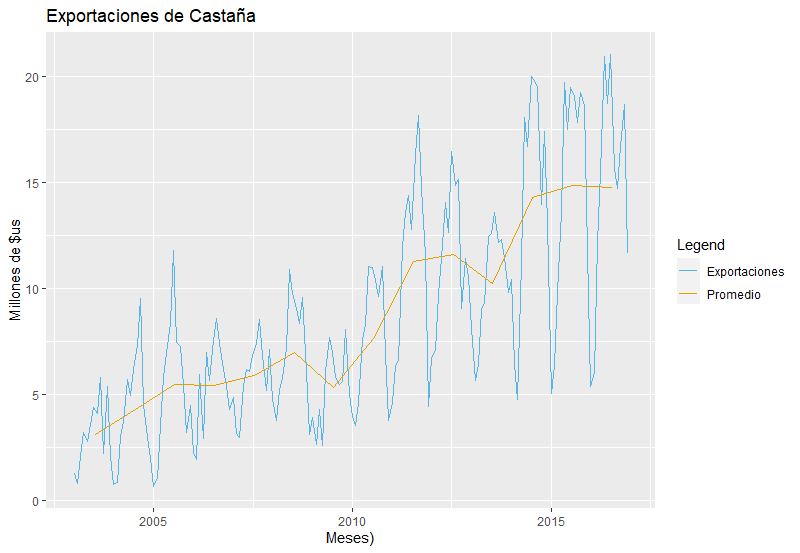 Exportaciones de Castaña
Millones de $us
20
15
10
5
0
2005
2010
2015
Meses)
Legend
Exportaciones
Promedio